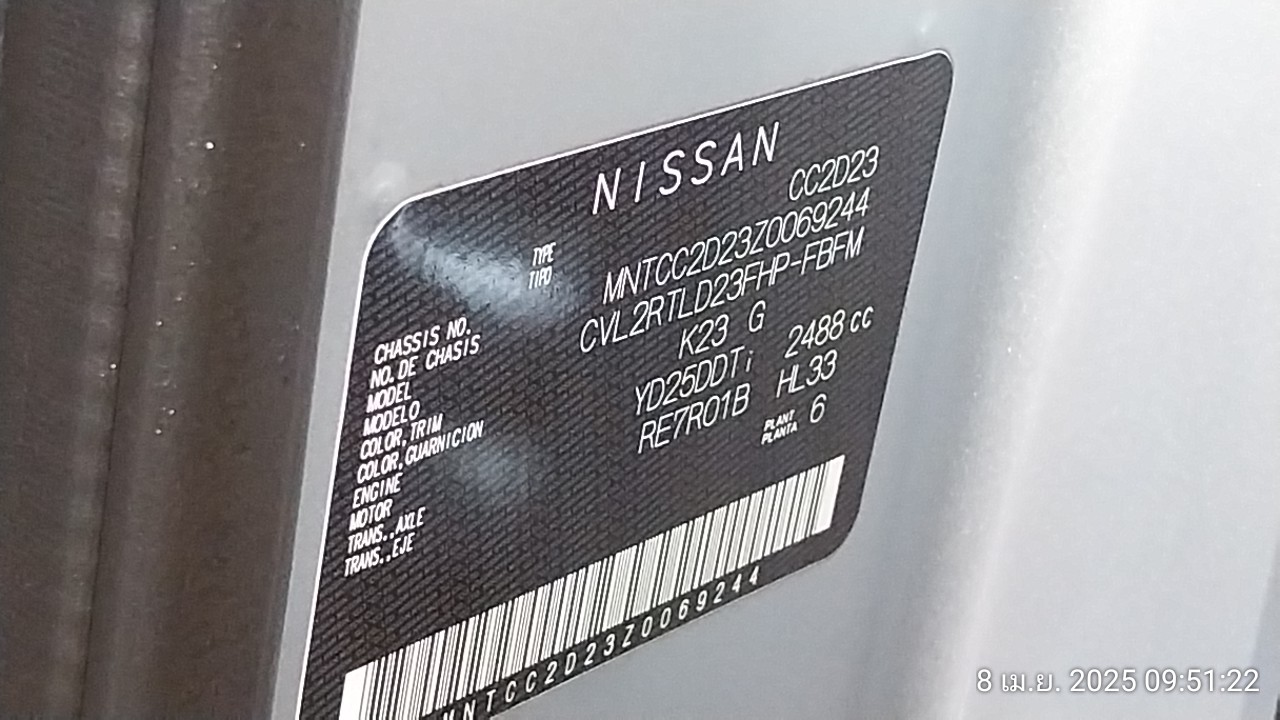 NISSAN
TYPE CC2D23
TIPO
CHASSIS NO. MNTCC2D23Z0069244
NO. DE CHASIS
MODEL CVL2RTLD23FHP-FBFM
MODELO
COLOR,TRIM K23 G
COLOR,GUARNICION
ENGINE YD25DDTi 2488 cc
MOTOR
TRANS.,AXLE RE7R01B HL33
TRANS.,EJE
PLANT 6
PLANTA
MNTCC2D23Z0069244
8 เม.ย. 2025 09:51:22